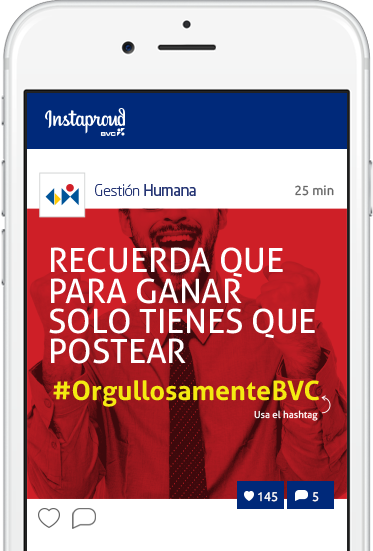 Instaproud
BVC
Gestión Humana
25 min
RECUERDA QUE
PARA GANAR
SOLO TIENES QUE
POSTEAR
#OrgullosamenteBVC
Usa el hashtag
145
5